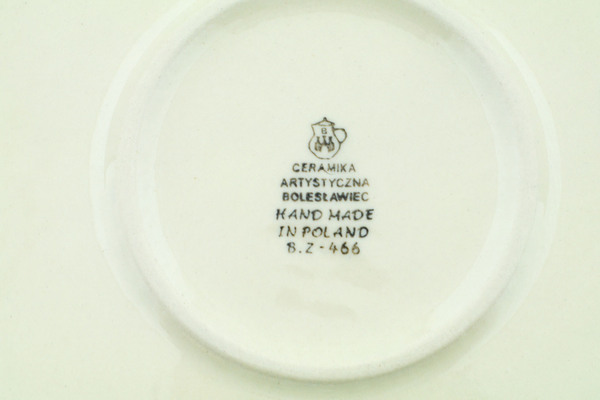 B
CERAMIKA
ARTYSTYCZNA
BOLESŁAWIEC
HAND MADE
IN POLAND
B.Z-466